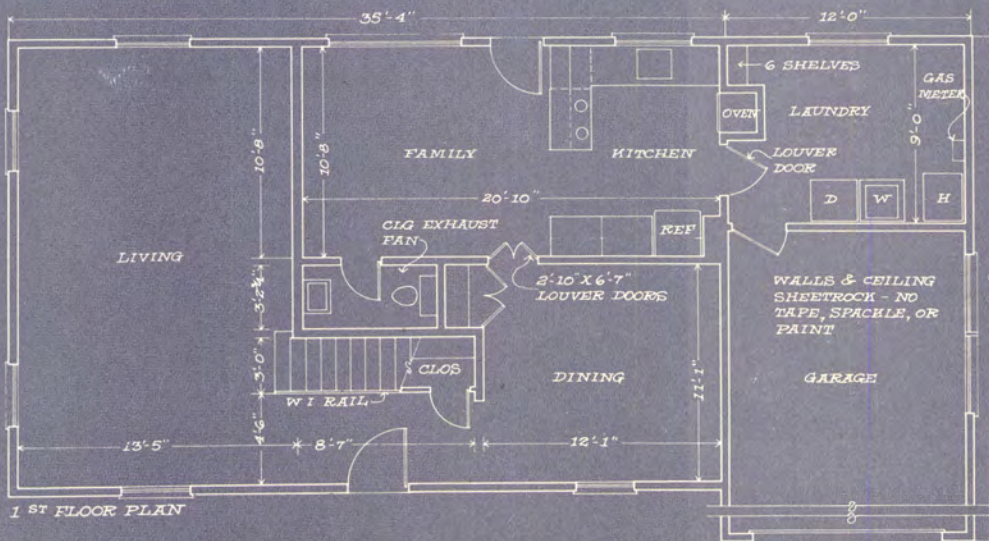 35'-4"
12'-0"
6 SHELVES
GAS
METER
OVEN
LAUNDRY
9'-0"
10'-8"
10'-8"
FAMILY
KITCHEN
LOUVER
DOOR
20'-10"
D
W
H
CLG EXHAUST
FAN
REF
LIVING
2'-10" X 6'-7"
LOUVER DOORS
WALLS & CEILING
SHEETROCK - NO
TAPE, SPACKLE, OR
PAINT
3'-0"
CLOS
DINING
11'-1"
GARAGE
W I RAIL
4'-6"
13'-5"
8'-7"
12'-1"
1 ST FLOOR PLAN